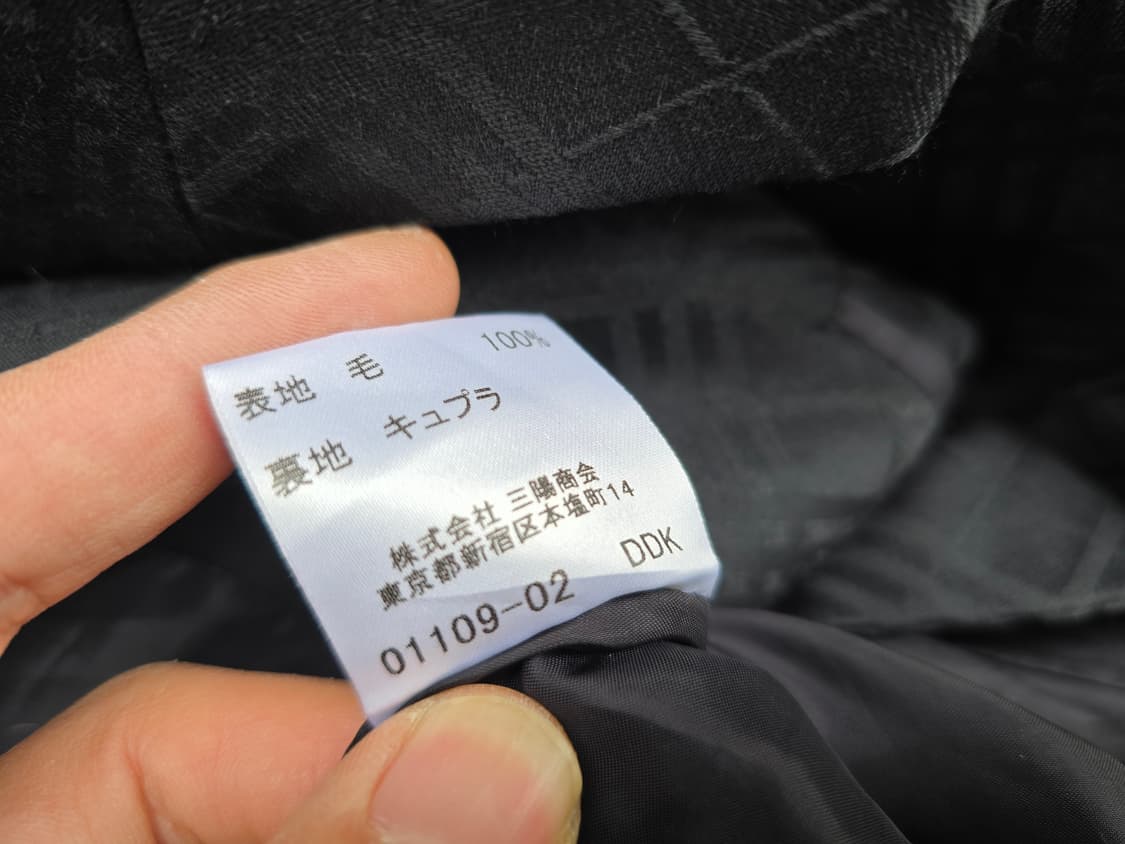 表地 毛 100%
裏地 キュプラ
株式会社 三陽商会
東京都新宿区本塩町14
01109-02 DDK